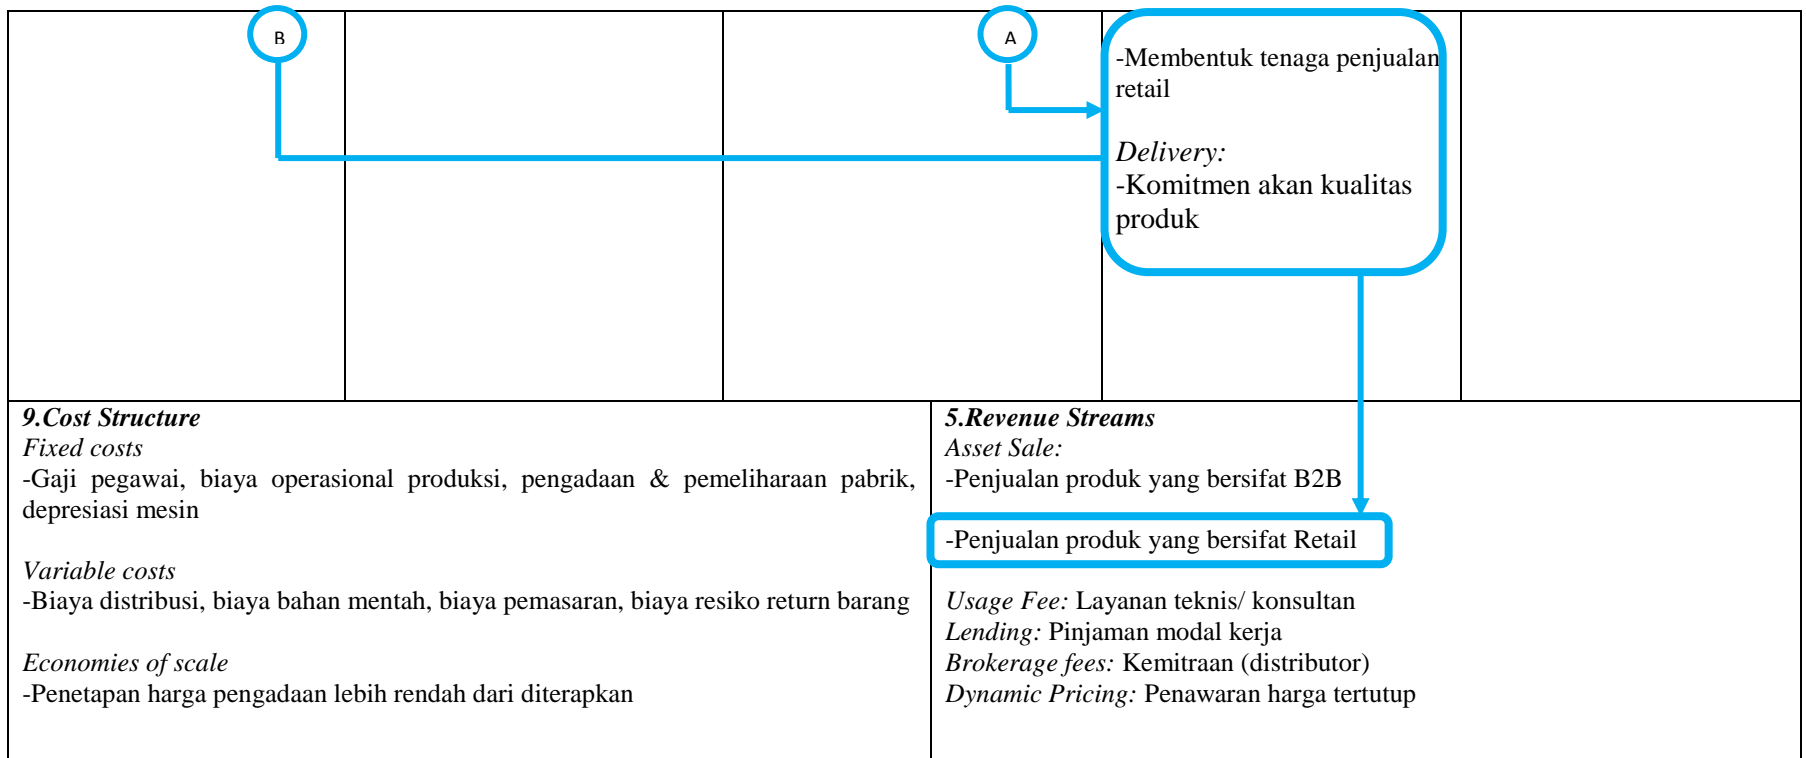 B
A
-Membentuk tenaga penjualan
retail
Delivery:
-Komitmen akan kualitas
produk
9.Cost Structure
Fixed costs
-Gaji pegawai, biaya operasional produksi, pengadaan & pemeliharaan pabrik,
depresiasi mesin
Variable costs
-Biaya distribusi, biaya bahan mentah, biaya pemasaran, biaya resiko return barang
Economies of scale
-Penetapan harga pengadaan lebih rendah dari diterapkan
5.Revenue Streams
Asset Sale:
-Penjualan produk yang bersifat B2B
-Penjualan produk yang bersifat Retail
Usage Fee: Layanan teknis/ konsultan
Lending: Pinjaman modal kerja
Brokerage fees: Kemitraan (distributor)
Dynamic Pricing: Penawaran harga tertutup